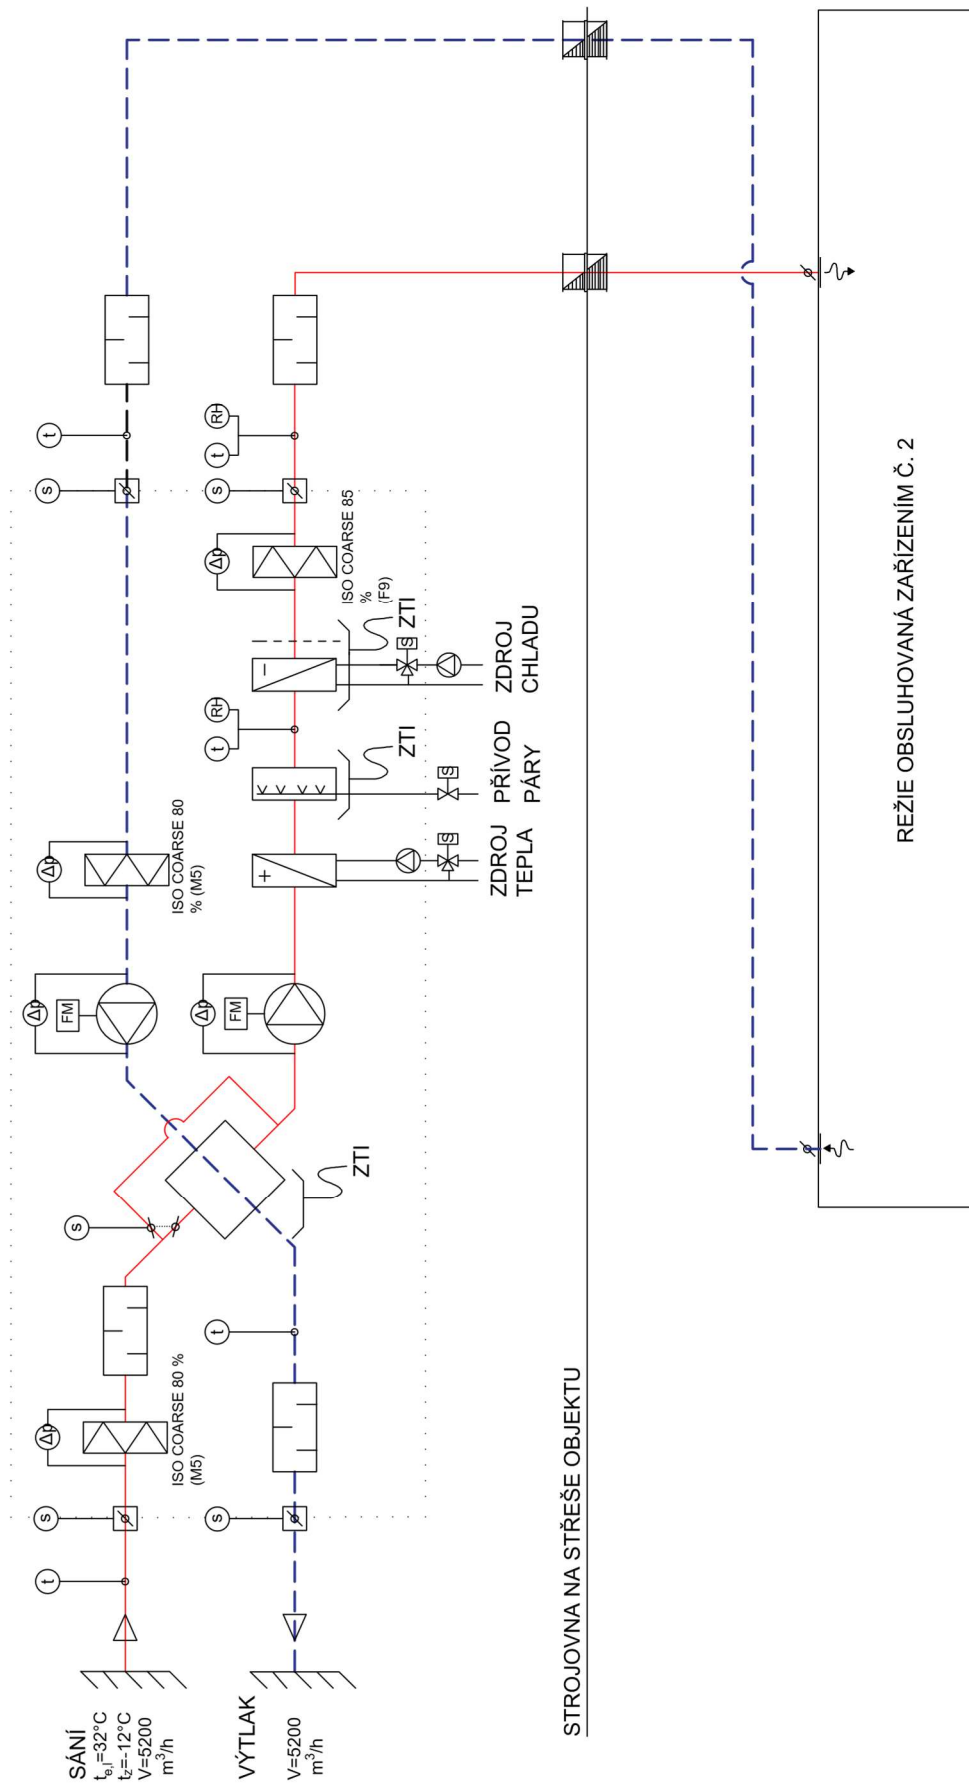 SÁNÍ
te,l=32°C
tz=-12°C
V=5200
m³/h
t
s
Δp
ISO COARSE 80 %
(M5)
s
Δp
FM
Δp
ISO COARSE 80
% (M5)
s
t
VÝTLAK
V=5200
m³/h
s
t
ZTI
Δp
FM
ZDROJ
TEPLA
S
PŘÍVOD
PÁRY
S
ZTI
t
RH
ZDROJ
CHLADU
S
ZTI
Δp
ISO COARSE 85
%
(F9)
s
t
RH
STROJOVNA NA STŘEŠE OBJEKTU
REŽIE OBSLUHOVANÁ ZAŘÍZENÍM Č. 2